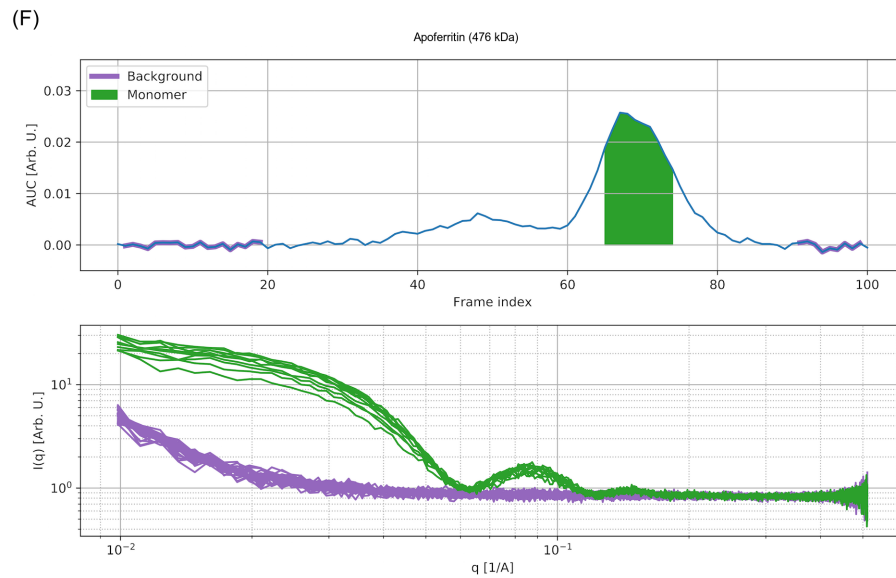 (F)
Apoferritin (476 kDa)
Background
Monomer
AUC [Arb. U.]
0.03
0.02
0.01
0.00
0 20 40 60 80 100
Frame index
I(q) [Arb. U.]
10¹
10⁰
10⁻² 10⁻¹
q [1/A]